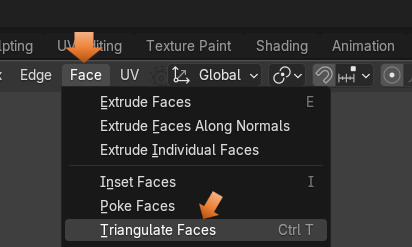 lpting UV Editing Texture Paint Shading Animation
Edge Face UV Global
Extrude Faces E
Extrude Faces Along Normals
Extrude Individual Faces
Inset Faces I
Poke Faces
Triangulate Faces Ctrl T